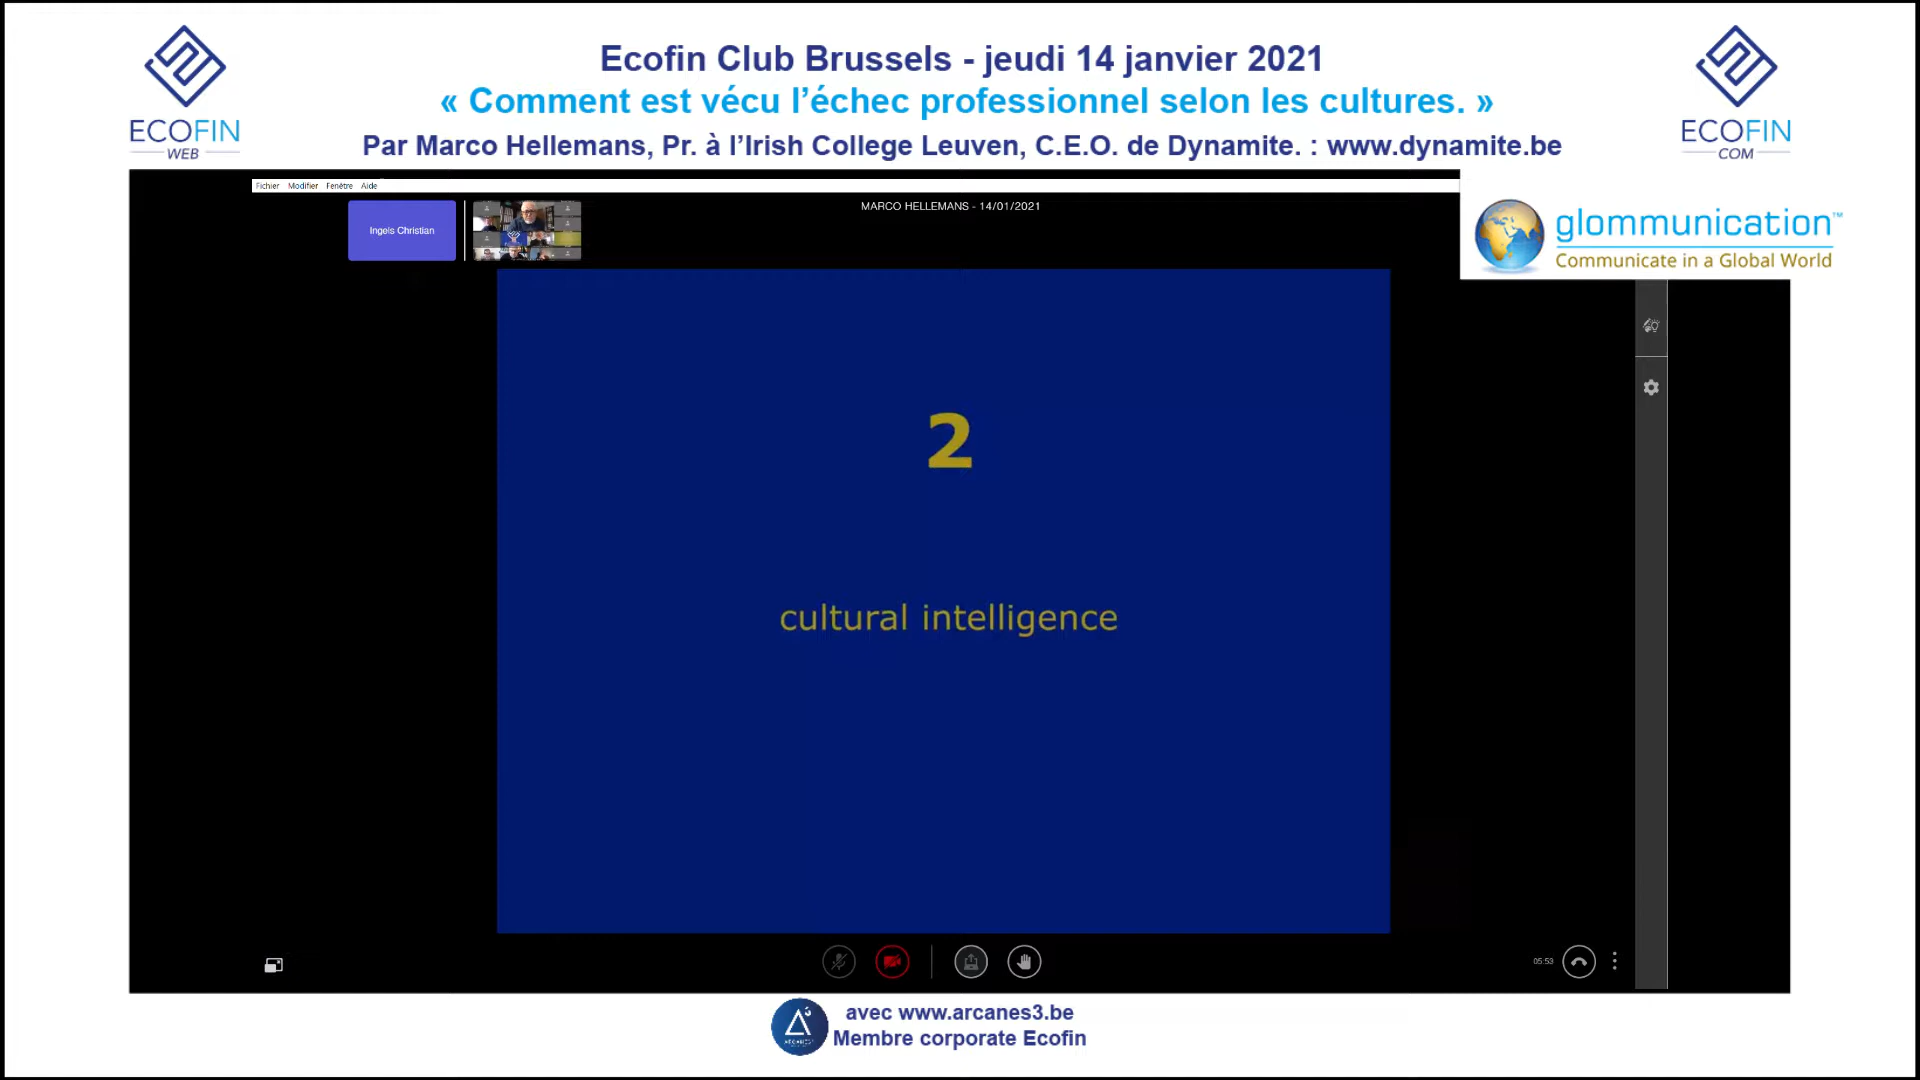 Ecofin Club Brussels - jeudi 14 janvier 2021
« Comment est vécu l’échec professionnel selon les cultures. »
Par Marco Hellemans, Pr. à l’Irish College Leuven, C.E.O. de Dynamite. : www.dynamite.be
ECOFIN
WEB
ECOFIN
COM
Fichier Modifier Fenêtre Aide
MARCO HELLEMANS - 14/01/2021
Ingels Christian
glommunication™
Communicate in a Global World
2
cultural intelligence
05:53
ARCANES³
avec www.arcanes3.be
Membre corporate Ecofin